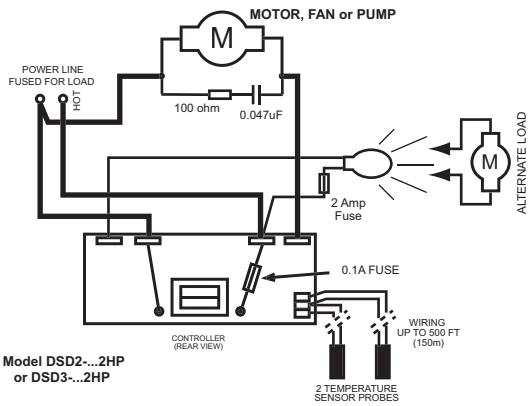 MOTOR, FAN or PUMP
M
POWER LINE
FUSED FOR LOAD
HOT
100 ohm
0.047uF
ALTERNATE LOAD
M
2 Amp
Fuse
0.1A FUSE
CONTROLLER
(REAR VIEW)
WIRING
UP TO 500 FT
(150m)
Model DSD2-...2HP
or DSD3-...2HP
2 TEMPERATURE
SENSOR PROBES